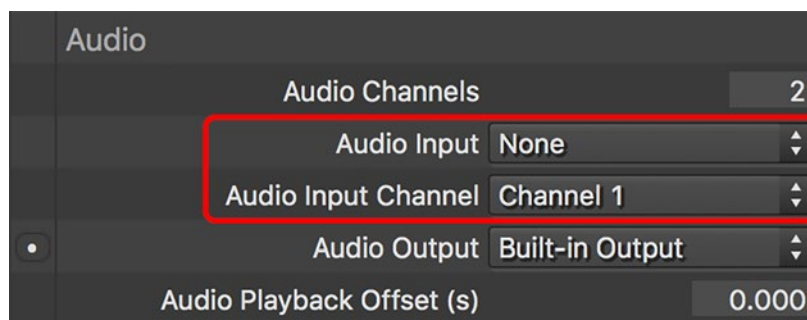 Audio
Audio Channels 2
Audio Input None
Audio Input Channel Channel 1
Audio Output Built-in Output
Audio Playback Offset (s) 0.000